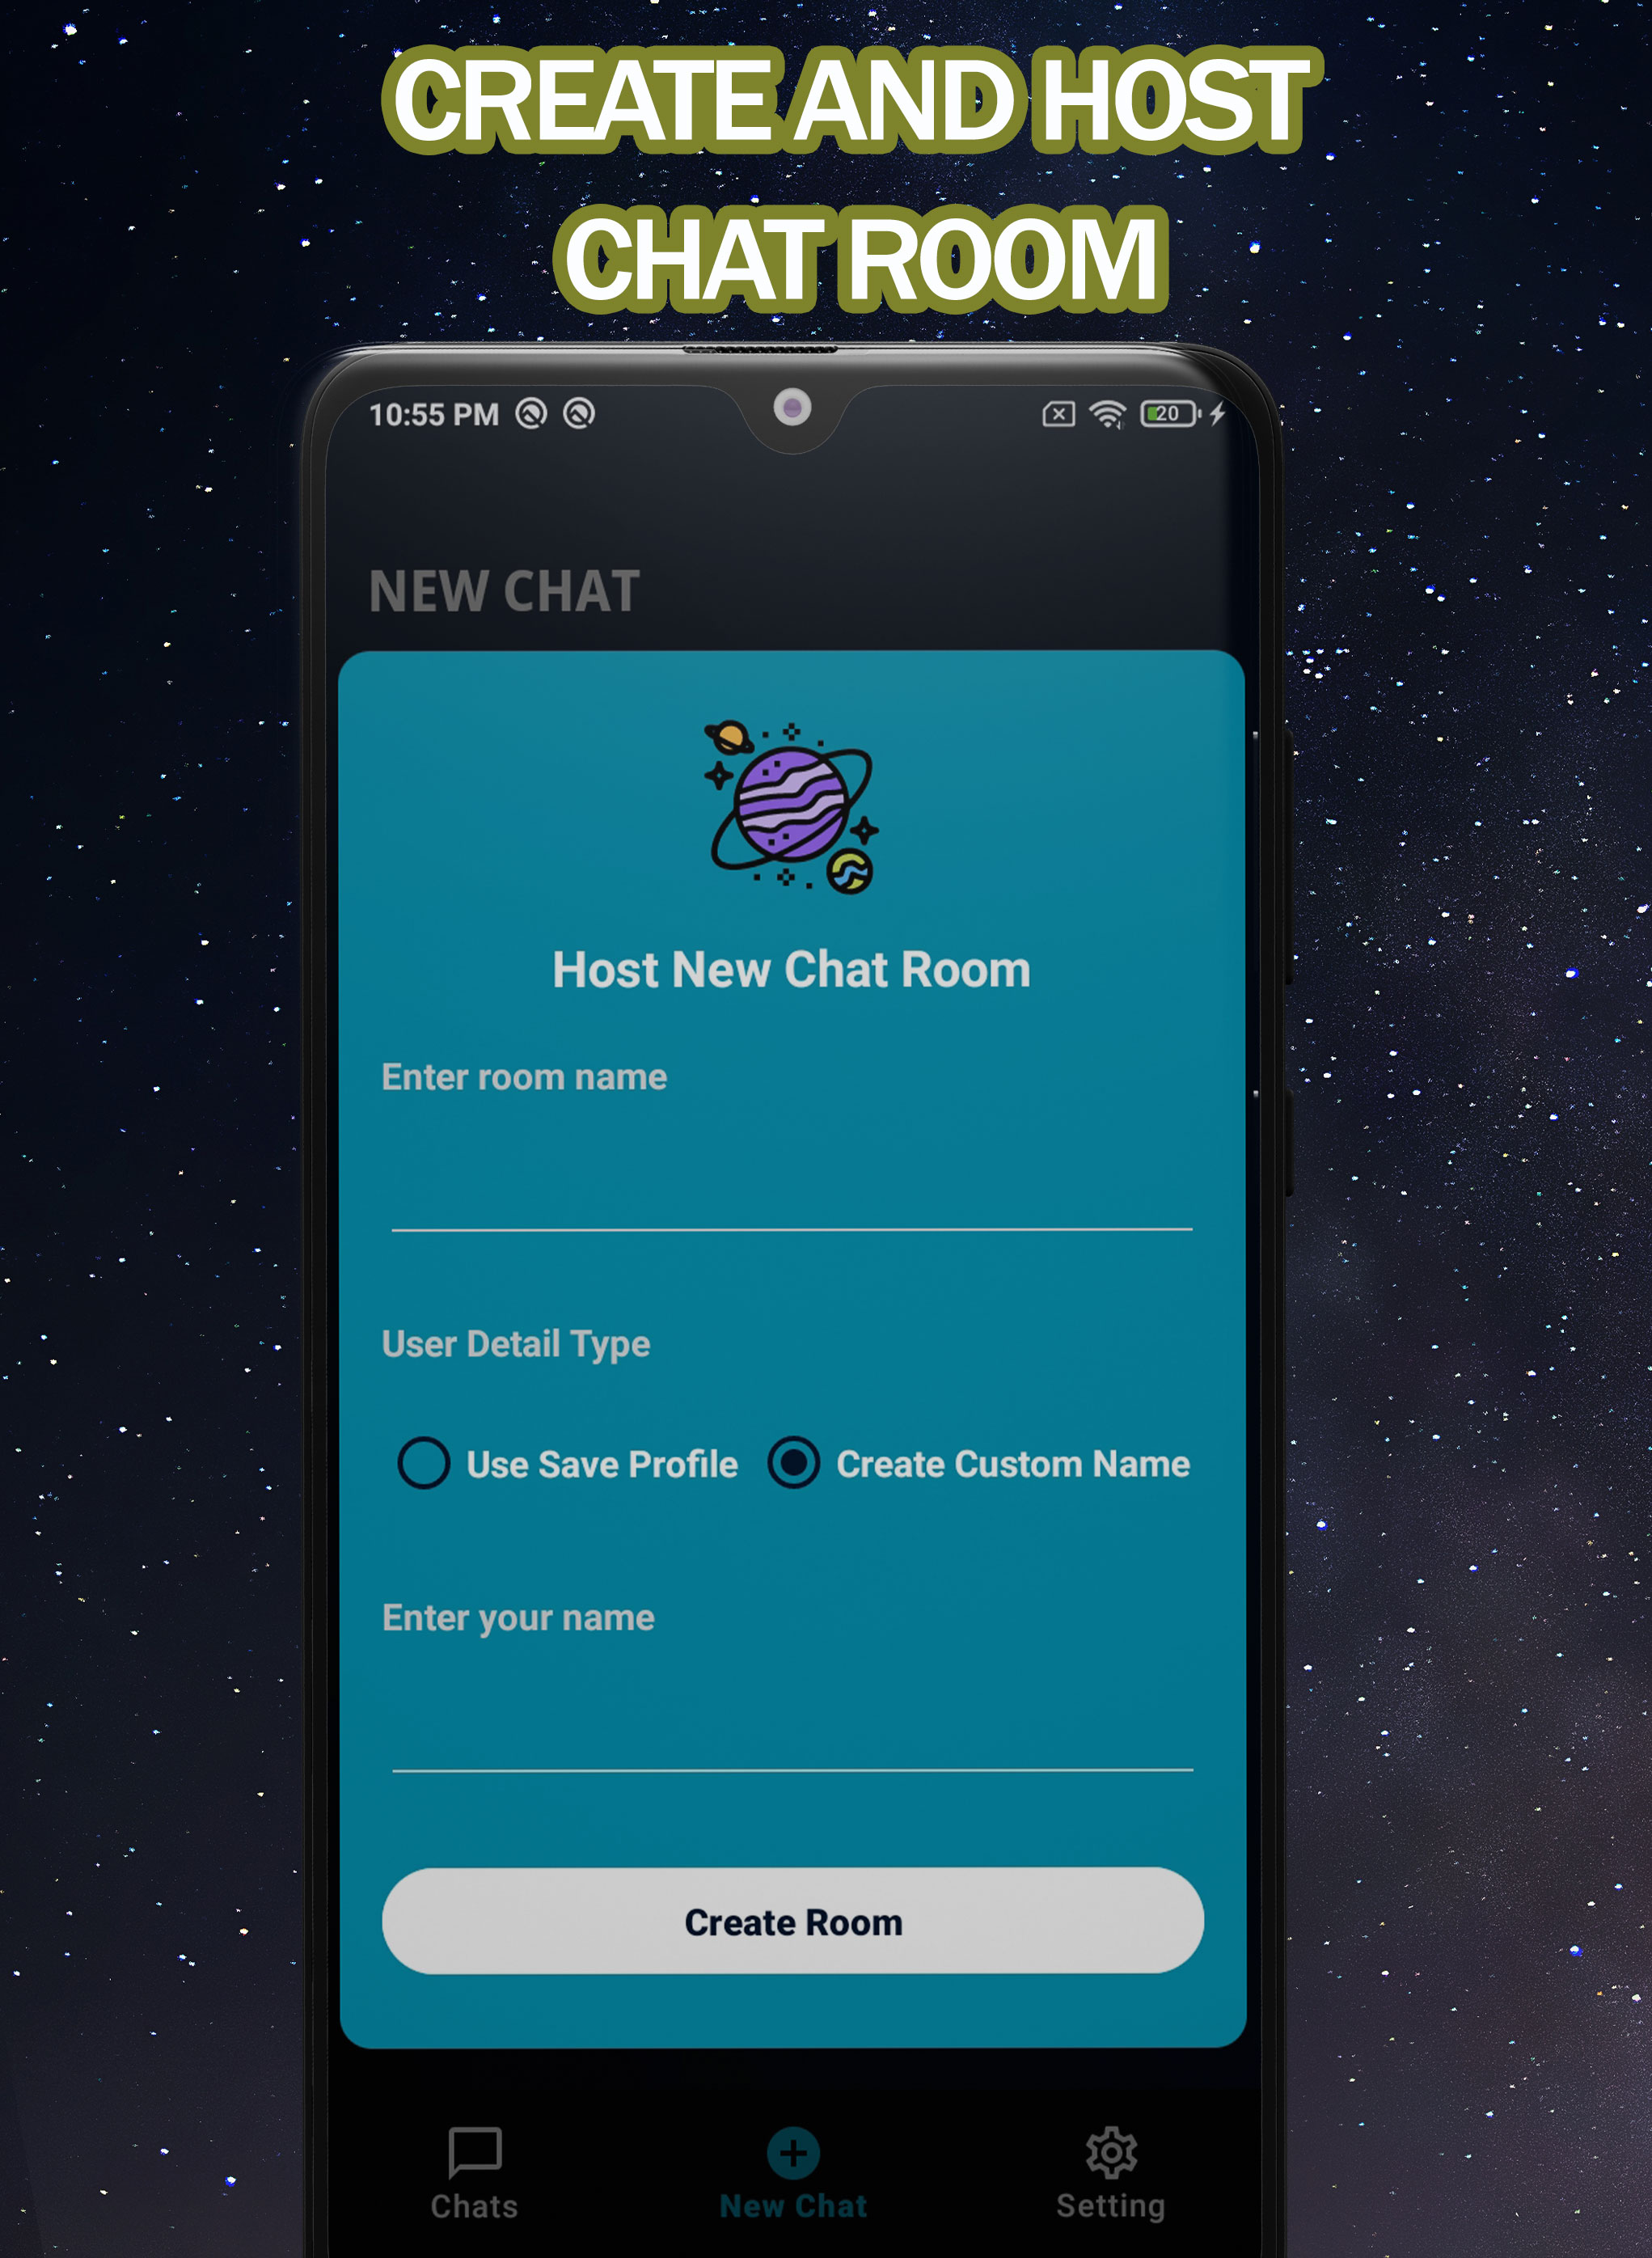 CREATE AND HOST
CHAT ROOM
10:55 PM
20
NEW CHAT
Host New Chat Room
Enter room name
User Detail Type
Use Save Profile
Create Custom Name
Enter your name
Create Room
Chats
New Chat
Setting